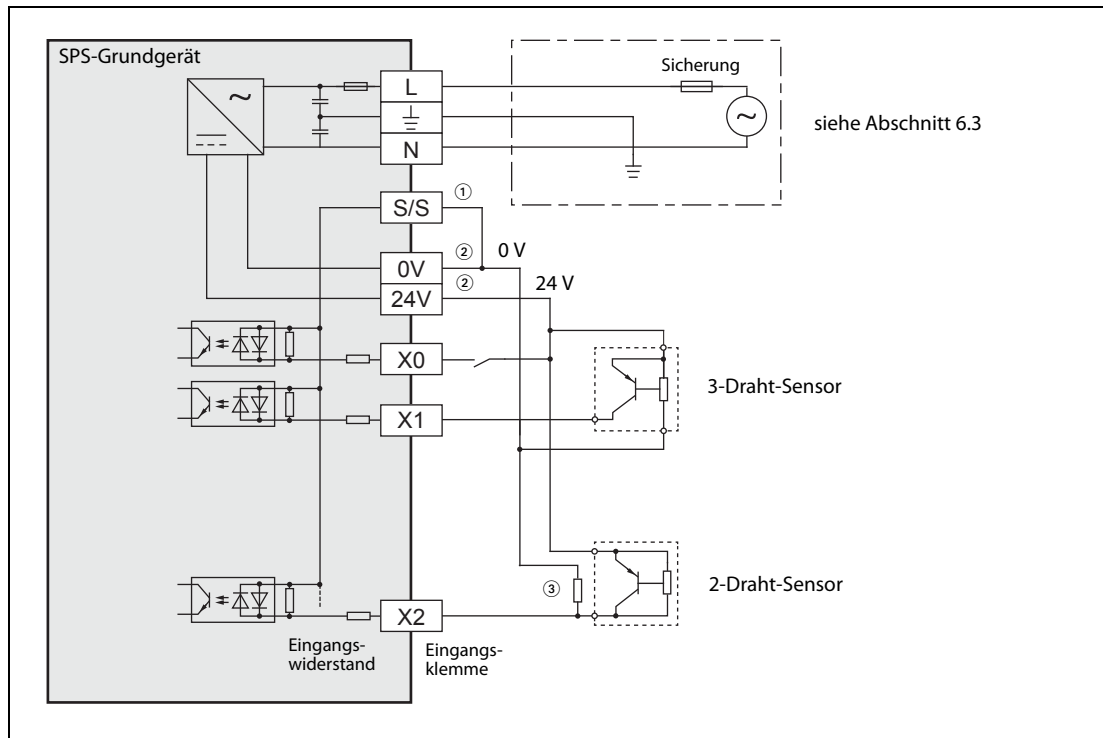 SPS-Grundgerät
Sicherung
L
N
siehe Abschnitt 6.3
①
S/S
②
0 V
0V
②
24 V
24V
X0
3-Draht-Sensor
X1
③
2-Draht-Sensor
X2
Eingangs-
widerstand
Eingangs-
klemme